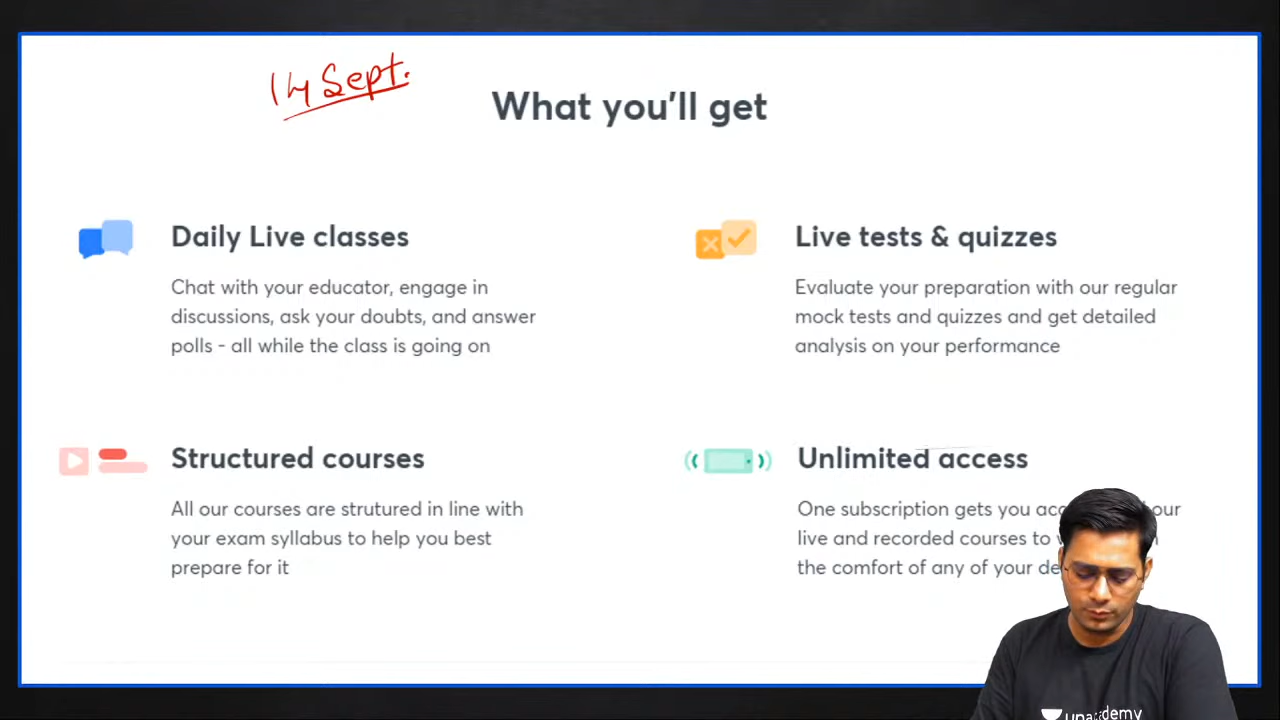 14 Sept.
What you'll get
Daily Live classes
Chat with your educator, engage in
discussions, ask your doubts, and answer
polls - all while the class is going on
Live tests & quizzes
Evaluate your preparation with our regular
mock tests and quizzes and get detailed
analysis on your performance
Structured courses
All our courses are strutured in line with
your exam syllabus to help you best
prepare for it
Unlimited access
One subscription gets you our
live and recorded courses to
the comfort of any of your
unacademy